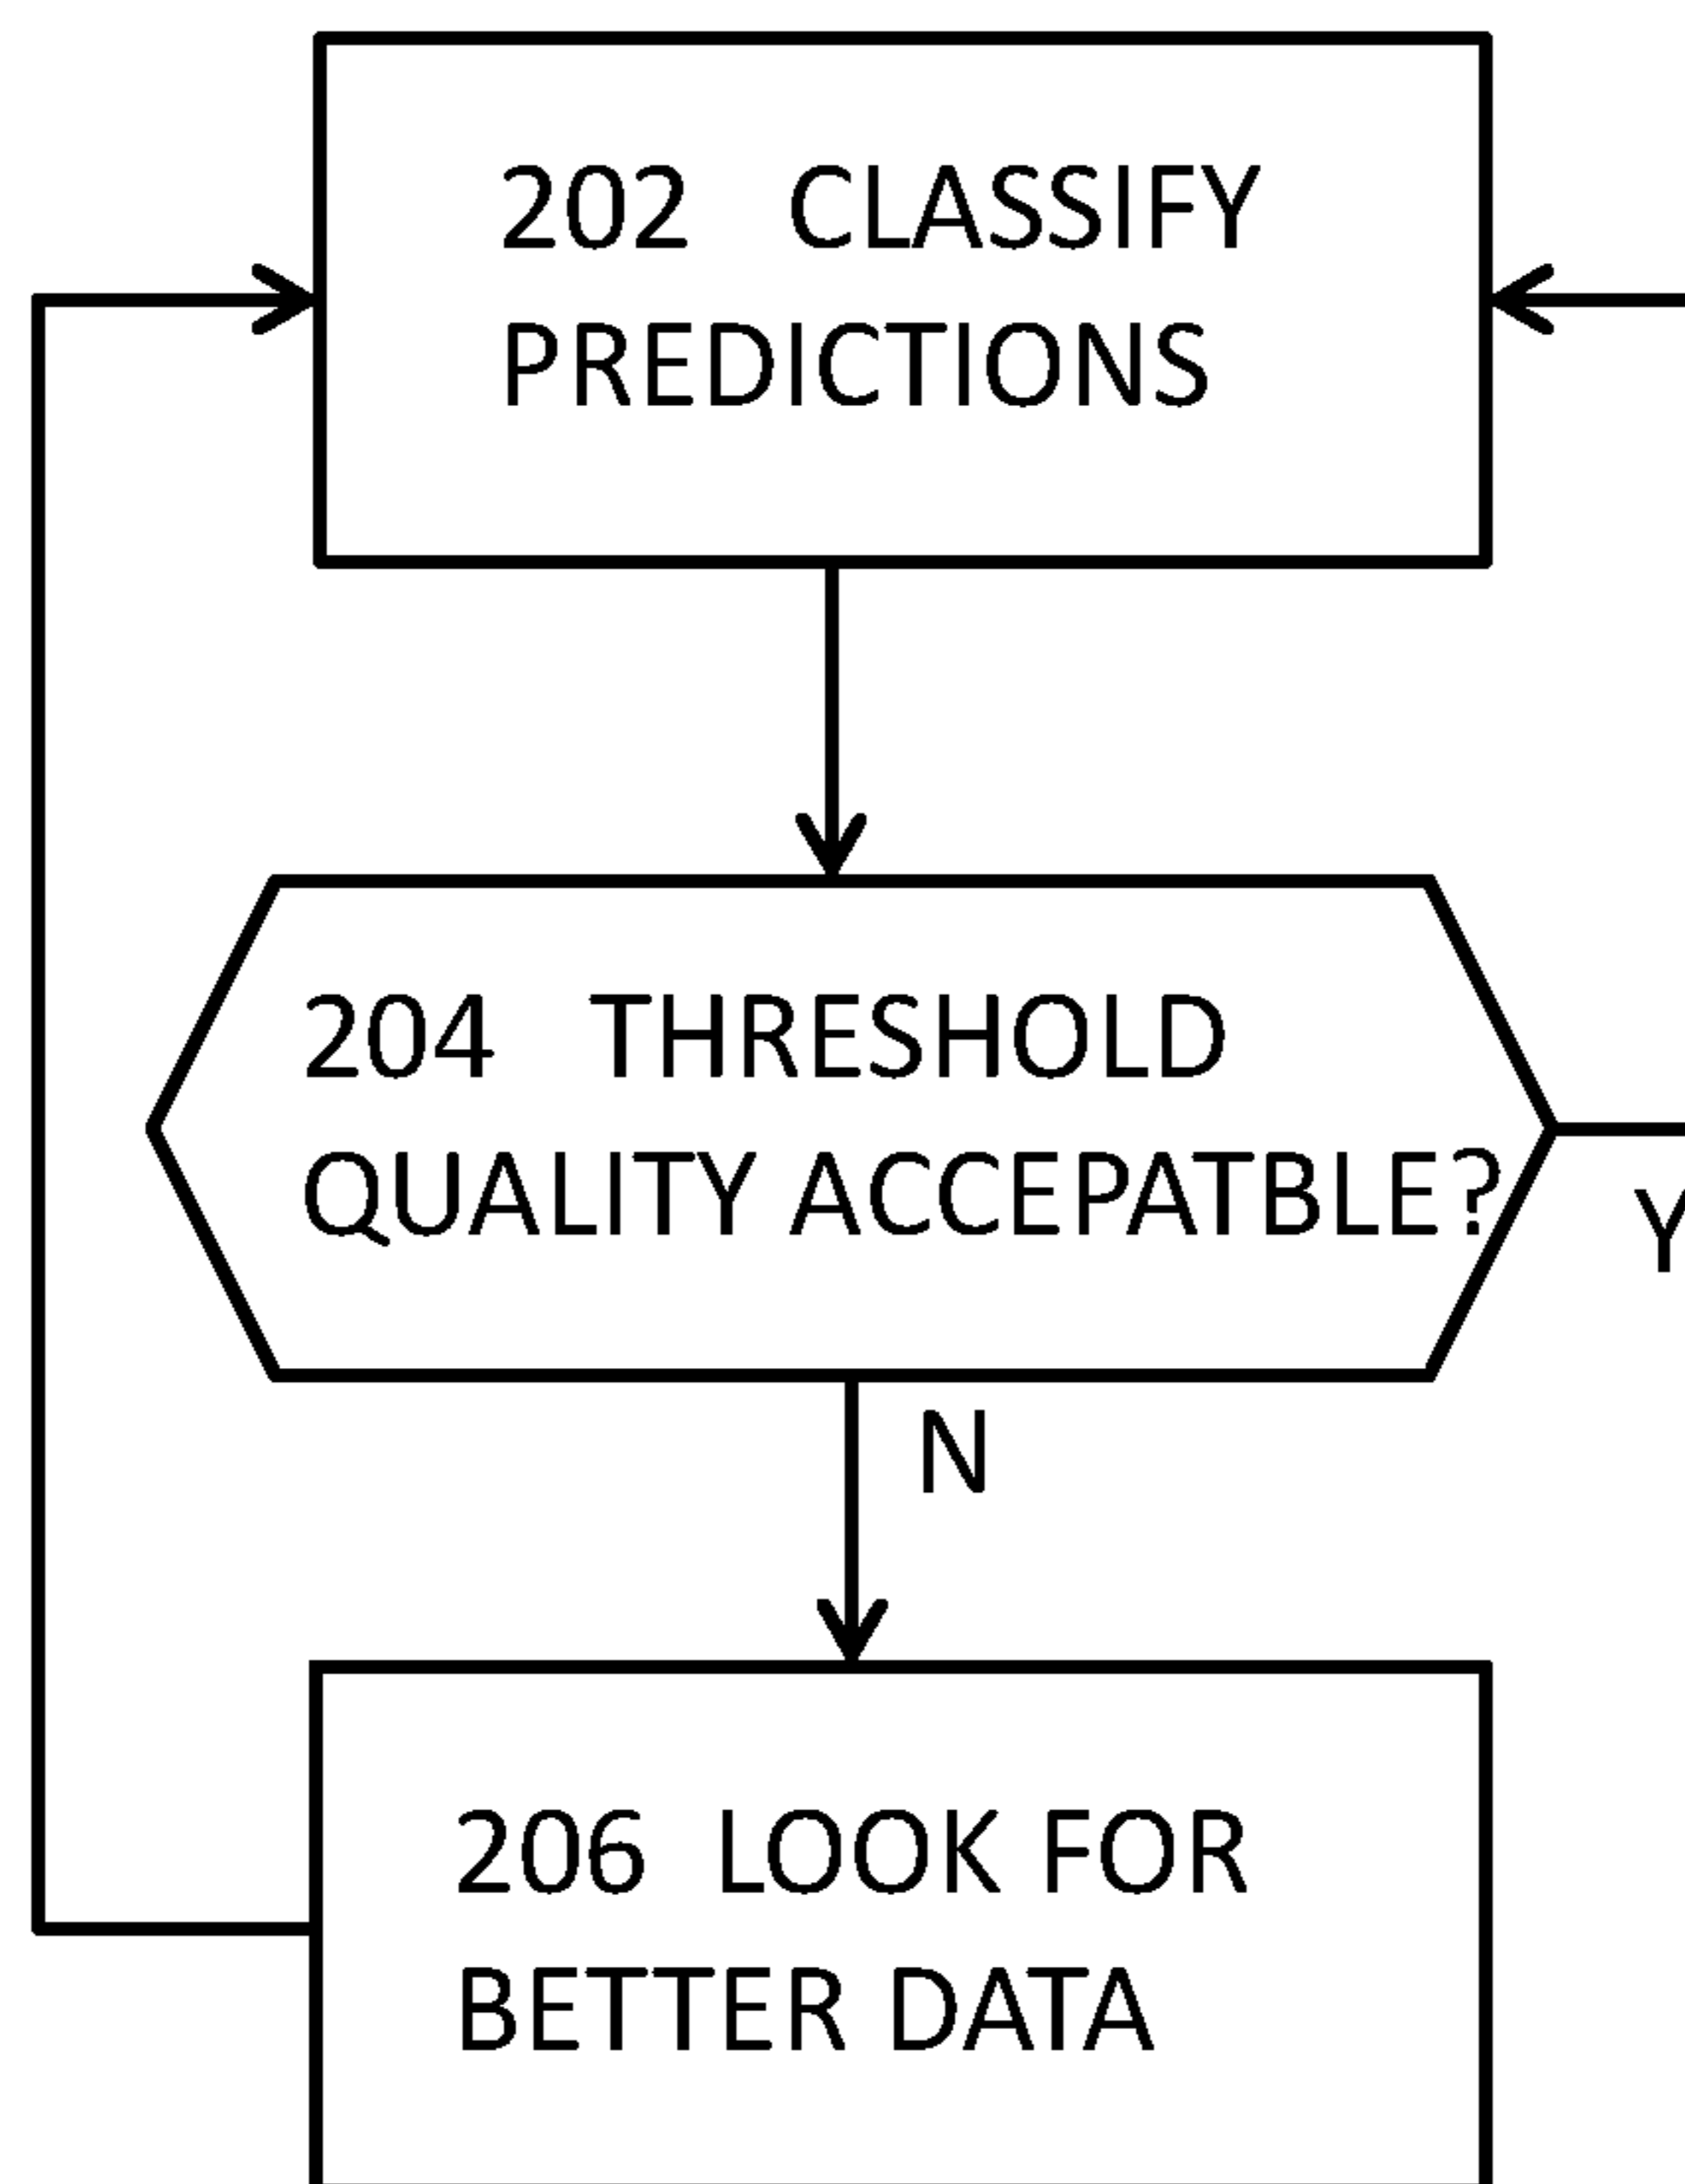 202 CLASSIFY
PREDICTIONS
204 THRESHOLD
QUALITY ACCEPATBLE?
Y
N
206 LOOK FOR
BETTER DATA